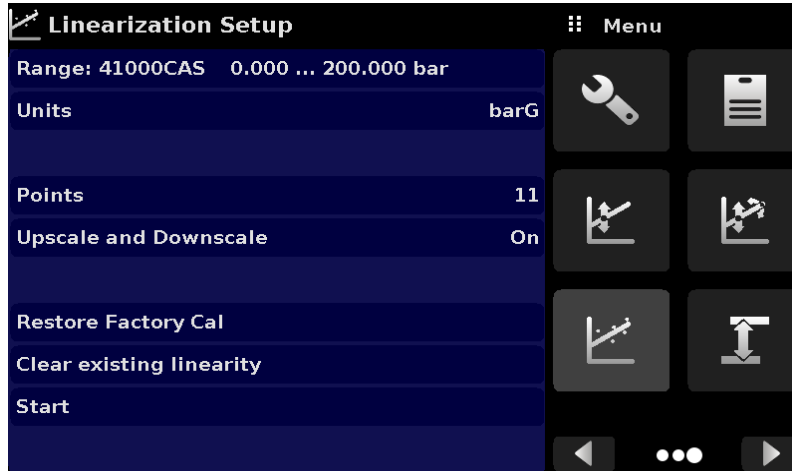 Linearization Setup
Menu
Range: 41000CAS 0.000 ... 200.000 bar
Units barG
Points 11
Upscale and Downscale On
Restore Factory Cal
Clear existing linearity
Start